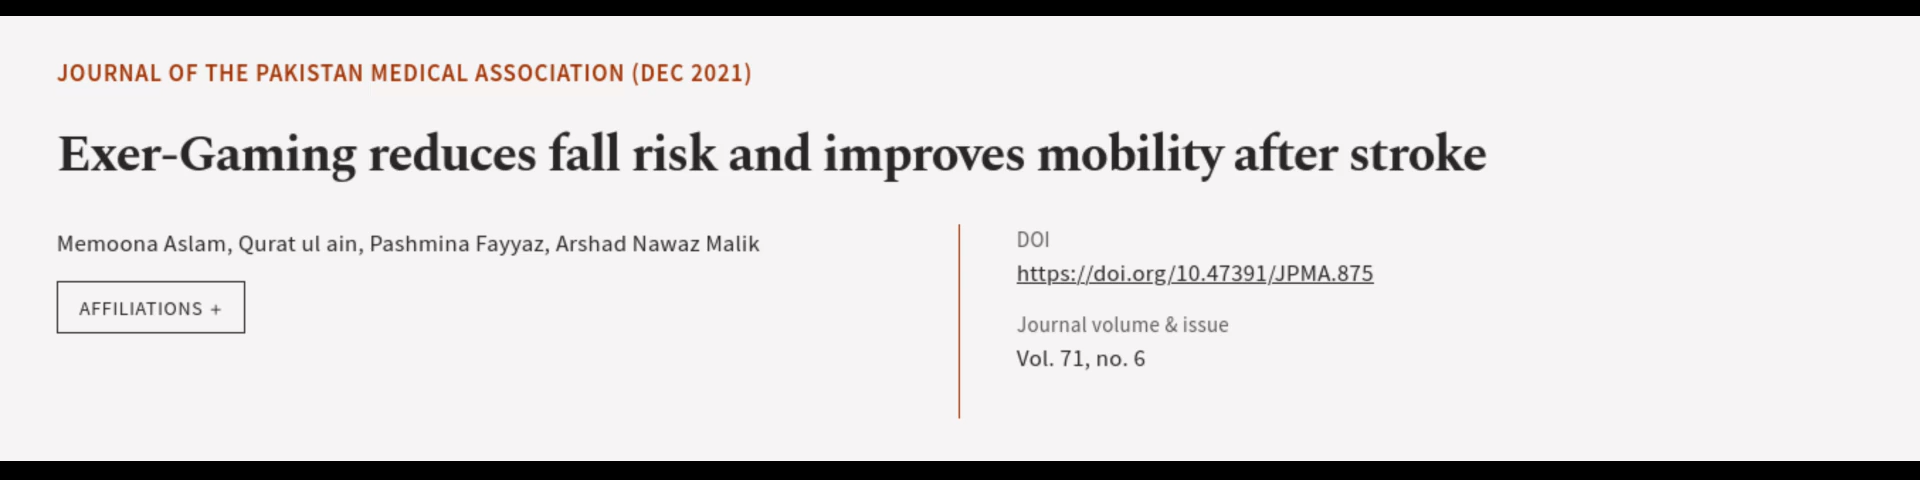 JOURNAL OF THE PAKISTAN MEDICAL ASSOCIATION (DEC 2021)
Exer-Gaming reduces fall risk and improves mobility after stroke
Memoona Aslam, Qurat ul ain, Pashmina Fayyaz, Arshad Nawaz Malik
AFFILIATIONS +
DOI
https://doi.org/10.47391/JPMA.875
Journal volume & issue
Vol. 71, no. 6